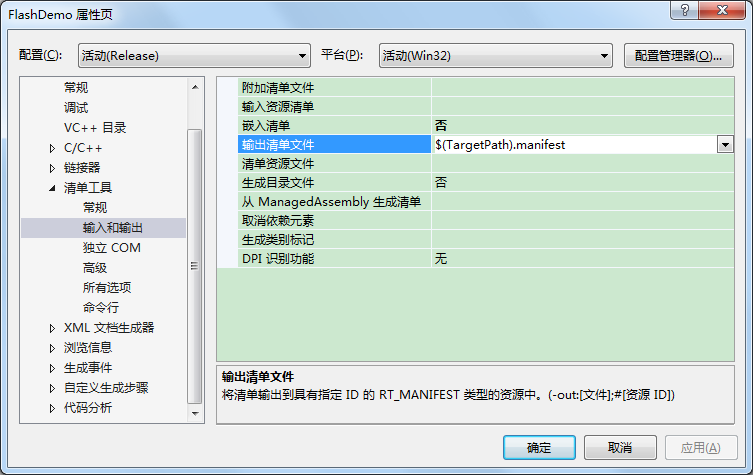 FlashDemo 属性页
配置(C): 活动(Release) 平台(P): 活动(Win32) 配置管理器(O)...
常规
调试
VC++ 目录
C/C++
链接器
清单工具
常规
输入和输出
独立 COM
高级
所有选项
命令行
XML 文档生成器
浏览信息
生成事件
自定义生成步骤
代码分析
附加清单文件
输入资源清单
嵌入清单 否
输出清单文件 $(TargetPath).manifest
清单资源文件
生成目录文件 否
从 ManagedAssembly 生成清单
取消依赖元素
生成类别标记
DPI 识别功能 无
输出清单文件
将清单输出到具有指定 ID 的 RT_MANIFEST 类型的资源中。(-out:[文件];#[资源 ID])
确定 取消 应用(A)